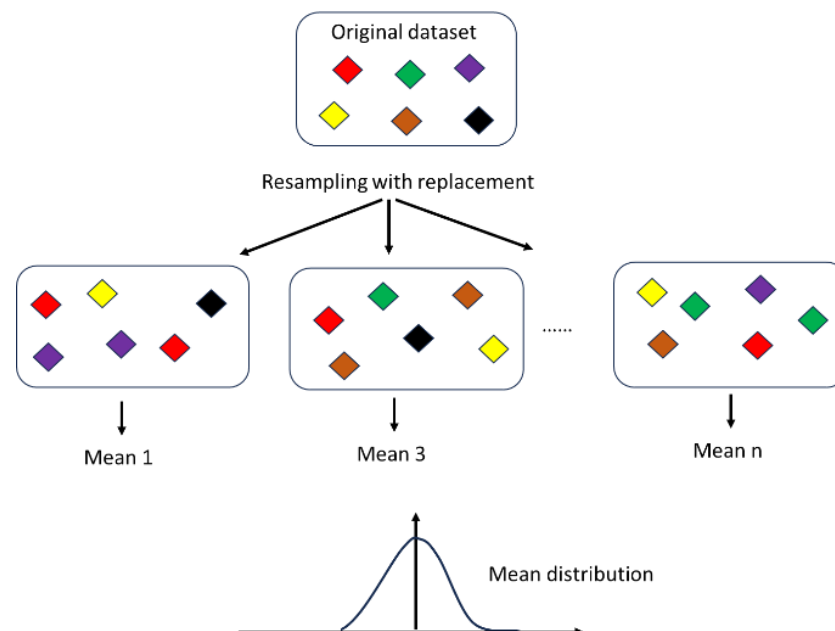 Original dataset
Resampling with replacement
......
Mean 1
Mean 3
Mean n
Mean distribution